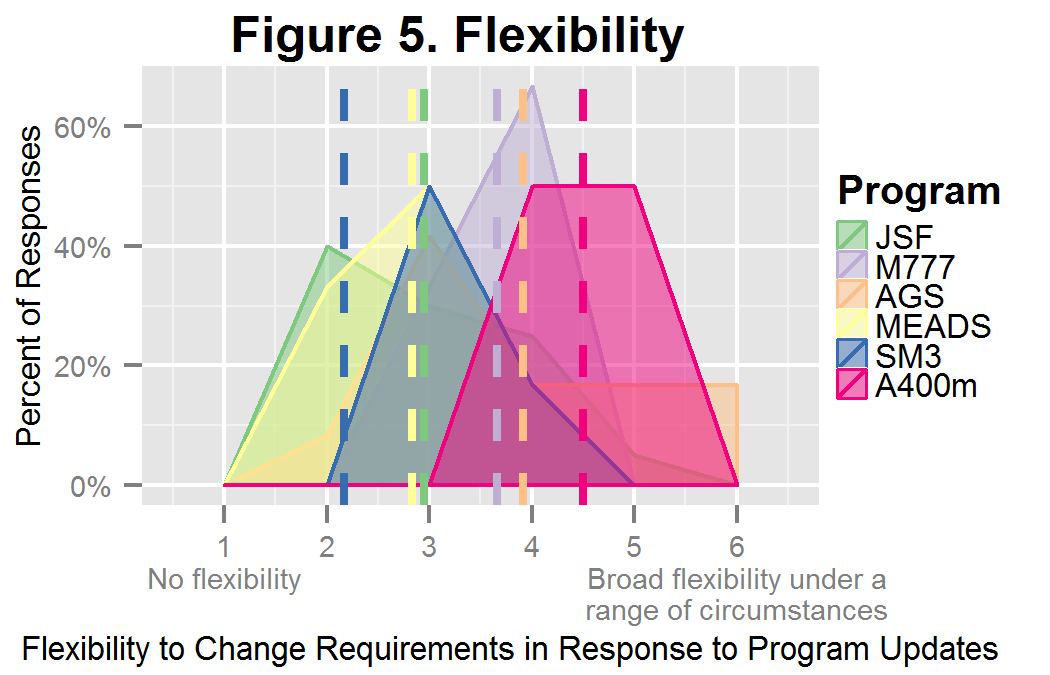 Figure 5. Flexibility
Percent of Responses
60%
40%
20%
0%
1 2 3 4 5 6
No flexibility
Broad flexibility under a
range of circumstances
Flexibility to Change Requirements in Response to Program Updates
Program
JSF
M777
AGS
MEADS
SM3
A400m